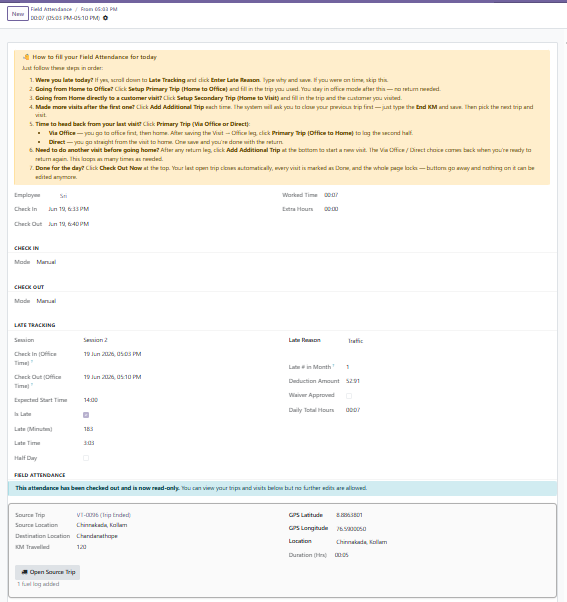 New
Field Attendance / From 05:03 PM
00:07 (05:03 PM-05:10 PM)
How to fill your Field Attendance for today
Just follow these steps in order:
1. Were you late today? If yes, scroll down to Late Tracking and click Enter Late Reason. Type why and save. If you were on time, skip this.
2. Going from Home to Office? Click Setup Primary Trip (Home to Office) and fill in the trip you used. You stay in office mode after this — no return needed.
3. Going from Home directly to a customer visit? Click Setup Secondary Trip (Home to Visit) and fill in the trip and the customer you visited.
4. Made more visits after the first one? Click Add Additional Trip each time. The system will ask you to close your previous trip first — just type the End KM and save. Then pick the next trip and
visit.
5. Time to head back from your last visit? Click Primary Trip (Via Office or Direct):
• Via Office — you go to office first, then home. After saving the Visit → Office leg, click Primary Trip (Office to Home) to log the second half.
• Direct — you go straight from the visit to home. One save and you're done with the return.
6. Need to do another visit before going home? After any return leg, click Add Additional Trip at the bottom to start a new visit. The Via Office / Direct choice comes back when you're ready to
return again. This loops as many times as needed.
7. Done for the day? Click Check Out Now at the top. Your last open trip closes automatically, every visit is marked as Done, and the whole page locks — buttons go away and nothing on it can be
edited anymore.
Employee Sri Worked Time 00:07
Check In Jun 19, 6:33 PM Extra Hours 00:00
Check Out Jun 19, 6:40 PM
CHECK IN
Mode Manual
CHECK OUT
Mode Manual
LATE TRACKING
Session Session 2 Late Reason Traffic
Check In (Office
Time) ? 19 Jun 2026, 05:03 PM
Late # in Month ? 1
Check Out (Office
Time) ? 19 Jun 2026, 05:10 PM
Deduction Amount 52.91
Waiver Approved
Expected Start Time 14:00
Daily Total Hours 00:07
Is Late
Late (Minutes) 183
Late Time 3:03
Half Day
FIELD ATTENDANCE
This attendance has been checked out and is now read-only. You can view your trips and visits below but no further edits are allowed.
Source Trip VT-0096 (Trip Ended) GPS Latitude 8.8863801
Source Location Chinnakada, Kollam GPS Longitude 76.5900050
Destination Location Chandanathope Location Chinnakada, Kollam
KM Travelled 120 Duration (Hrs) 00:05
Open Source Trip
1 fuel log added